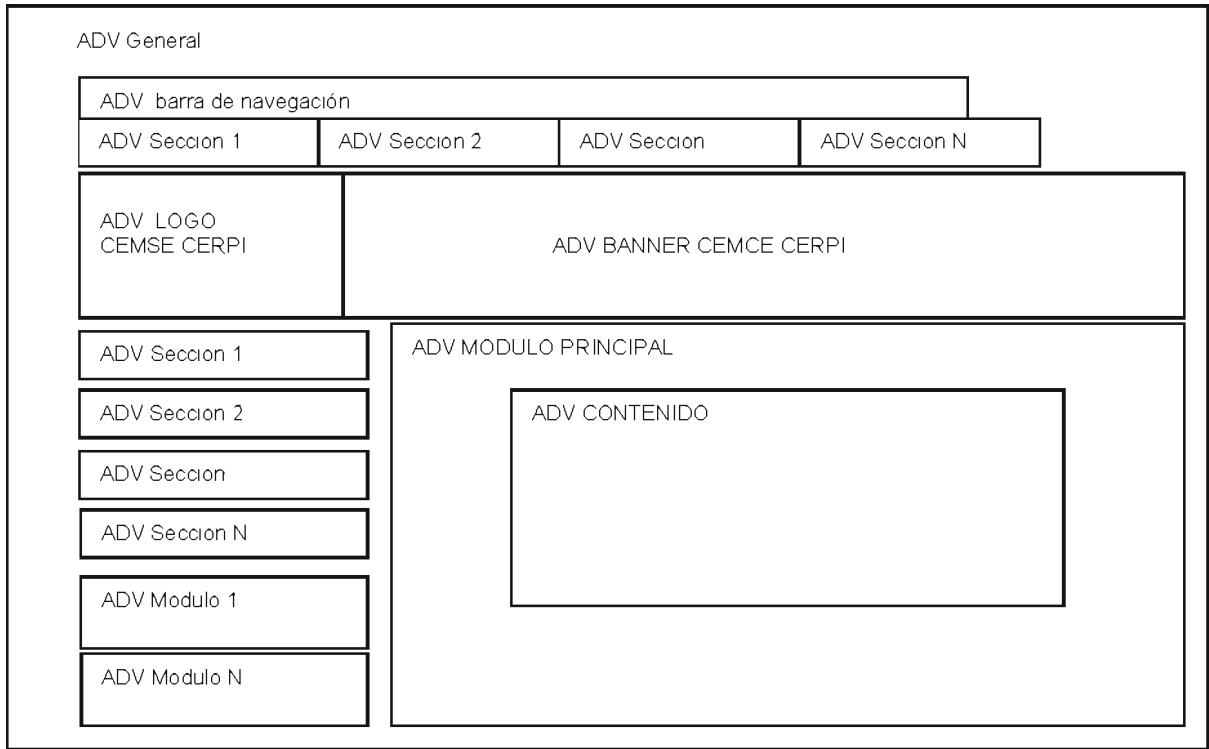 ADV General
ADV barra de navegación
ADV Seccion 1
ADV Seccion 2
ADV Seccion
ADV Seccion N
ADV LOGO
CEMSE CERPI
ADV BANNER CEMCE CERPI
ADV Seccion 1
ADV Seccion 2
ADV Seccion
ADV Seccion N
ADV Modulo 1
ADV Modulo N
ADV MODULO PRINCIPAL
ADV CONTENIDO